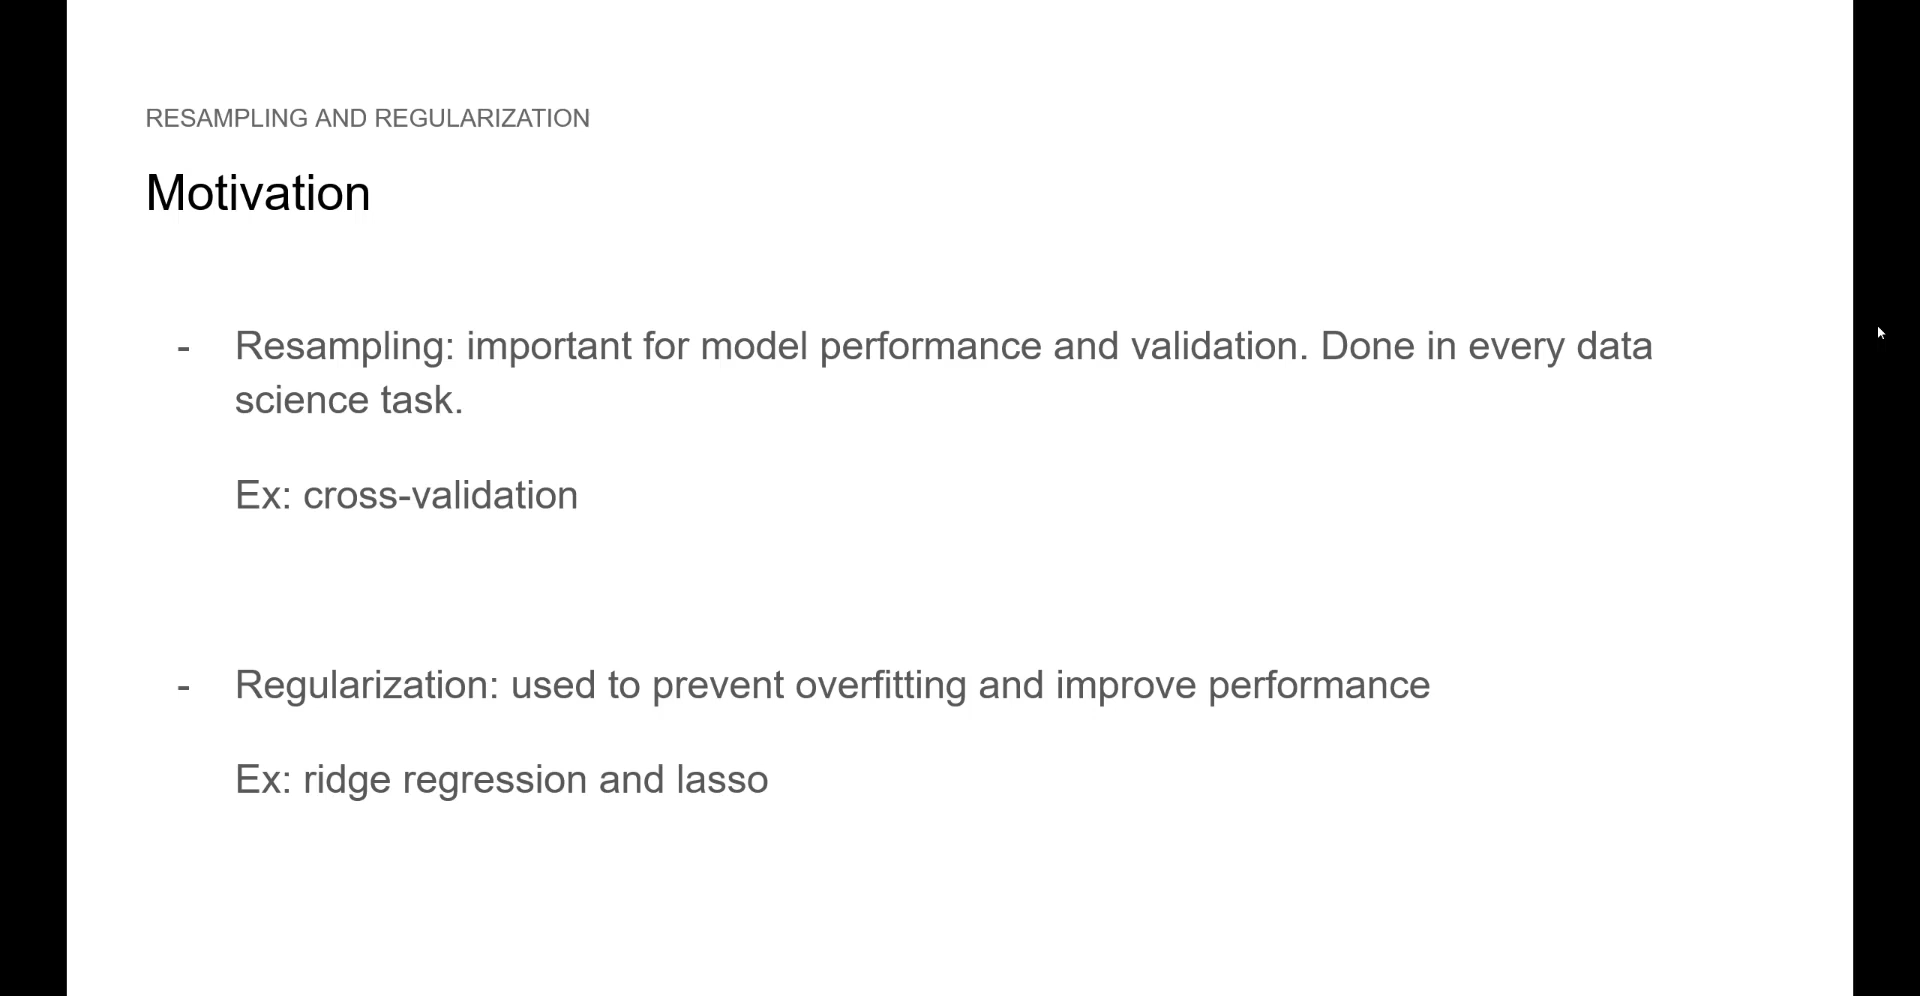 RESAMPLING AND REGULARIZATION
Motivation
- Resampling: important for model performance and validation. Done in every data
science task.
Ex: cross-validation
- Regularization: used to prevent overfitting and improve performance
Ex: ridge regression and lasso